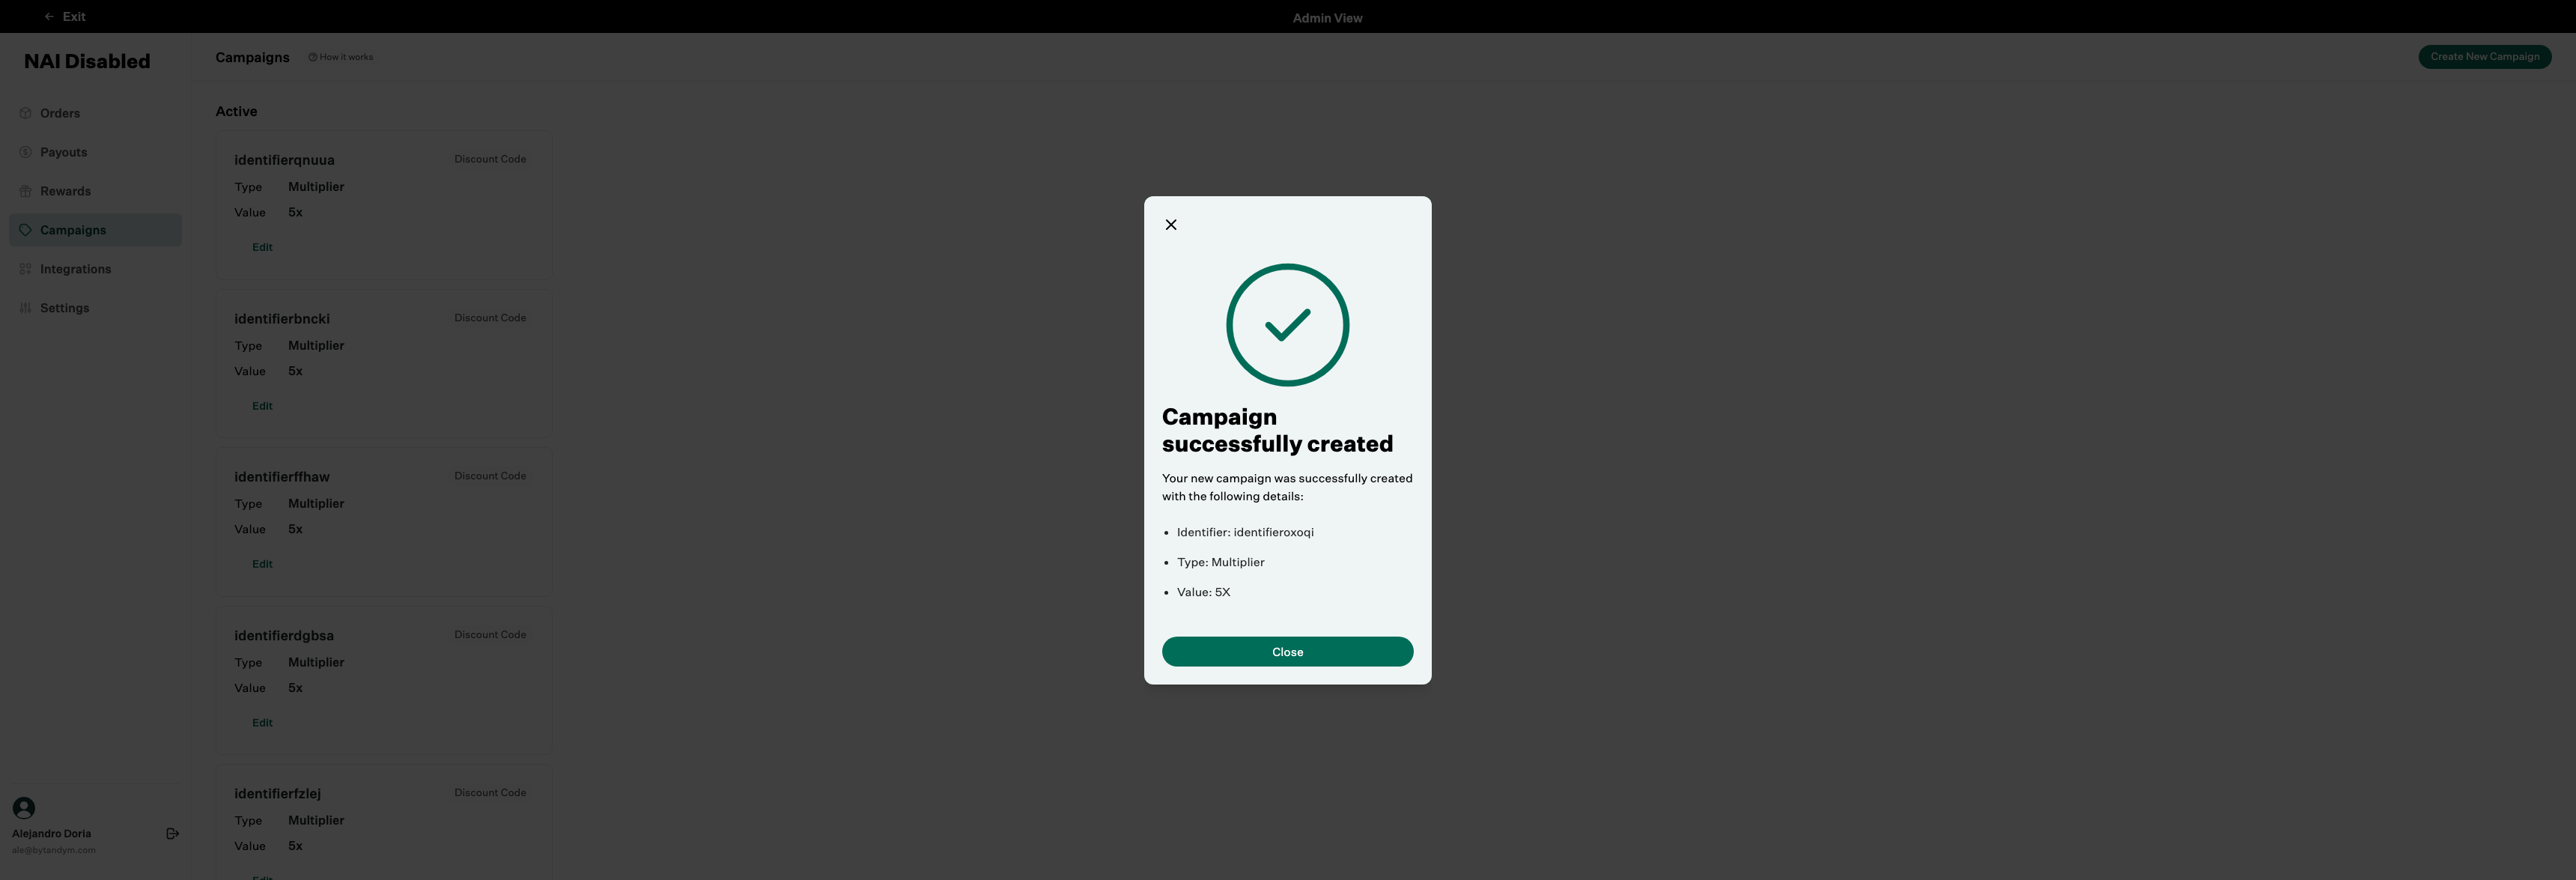 Exit
Admin View
NAI Disabled
Orders
Payouts
Rewards
Campaigns
Integrations
Settings
Alejandro Doria
ale@bytandym.com
Campaigns
How it works
Create New Campaign
Active
identifierqnuua
Discount Code
Type Multiplier
Value 5x
Edit
identifierbncki
Discount Code
Type Multiplier
Value 5x
Edit
identifierffhaw
Discount Code
Type Multiplier
Value 5x
Edit
identifierdgbsa
Discount Code
Type Multiplier
Value 5x
Edit
identifierfzlej
Discount Code
Type Multiplier
Value 5x
Edit
Campaign
successfully created
Your new campaign was successfully created
with the following details:
• Identifier: identifieroxoqi
• Type: Multiplier
• Value: 5X
Close